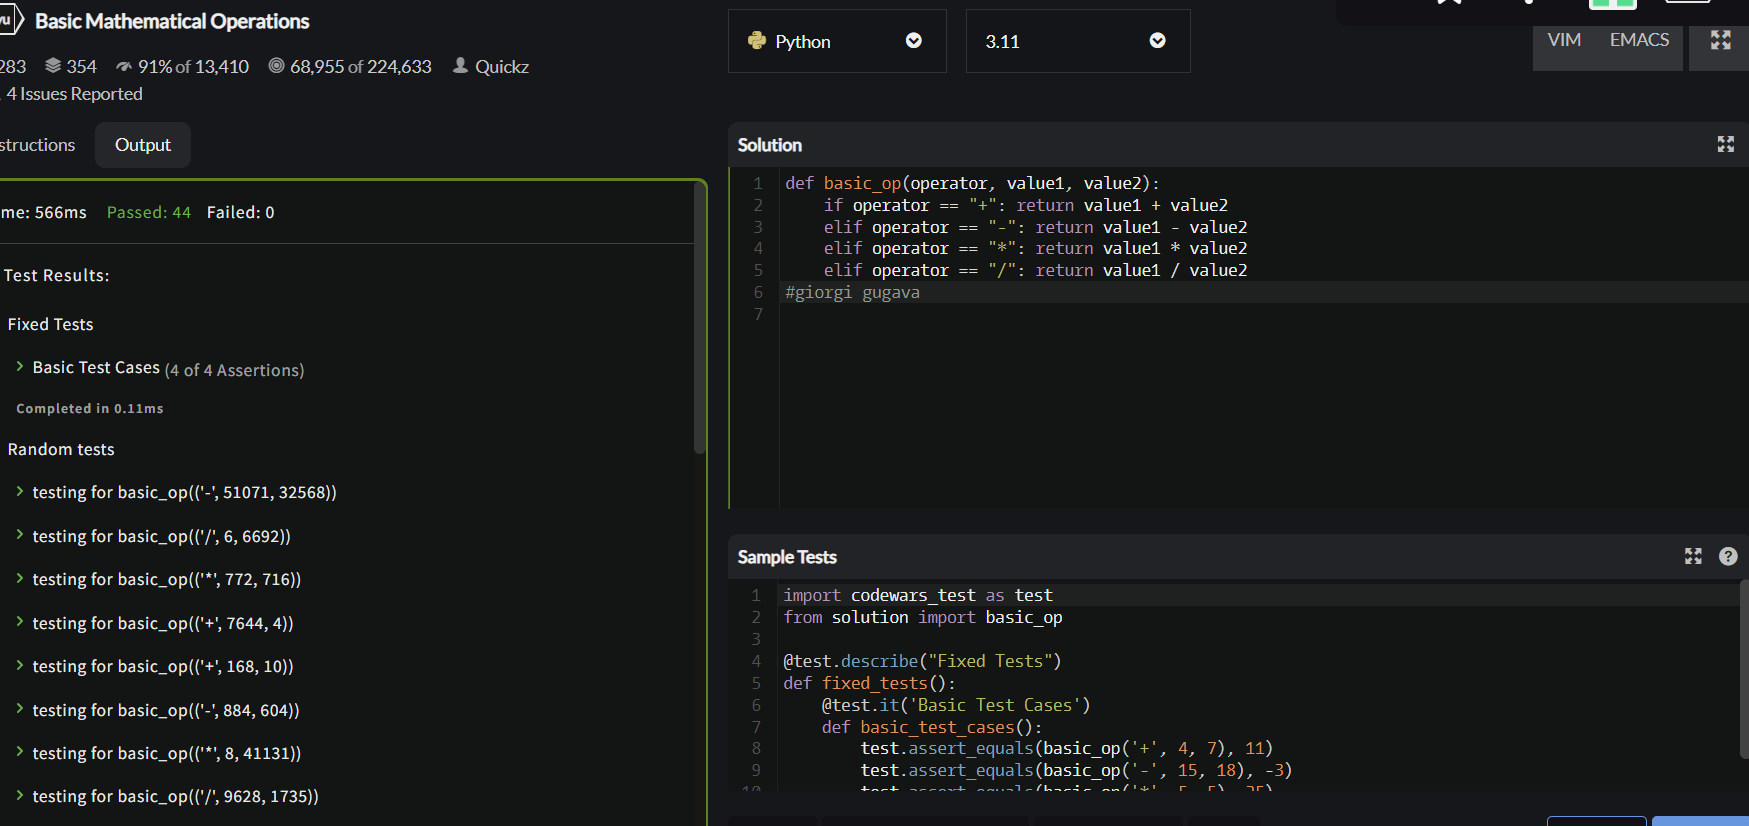 Basic Mathematical Operations
283 354 91% of 13,410 68,955 of 224,633 Quickz
4 Issues Reported
structions Output
me: 566ms Passed: 44 Failed: 0
Test Results:
Fixed Tests
Basic Test Cases (4 of 4 Assertions)
Completed in 0.11ms
Random tests
testing for basic_op(('-', 51071, 32568))
testing for basic_op(('/', 6, 6692))
testing for basic_op(('*', 772, 716))
testing for basic_op(('+', 7644, 4))
testing for basic_op(('+', 168, 10))
testing for basic_op(('-', 884, 604))
testing for basic_op(('*', 8, 41131))
testing for basic_op(('/', 9628, 1735))
Python 3.11
VIM EMACS
Solution
1 def basic_op(operator, value1, value2):
2 if operator == "+": return value1 + value2
3 elif operator == "-": return value1 - value2
4 elif operator == "*": return value1 * value2
5 elif operator == "/": return value1 / value2
6 #giorgi gugava
7
Sample Tests
1 import codewars_test as test
2 from solution import basic_op
3
4 @test.describe("Fixed Tests")
5 def fixed_tests():
6 @test.it('Basic Test Cases')
7 def basic_test_cases():
8 test.assert_equals(basic_op('+', 4, 7), 11)
9 test.assert_equals(basic_op('-', 15, 18), -3)
10 test.assert_equals(basic_op('*', 5, 5), 25)